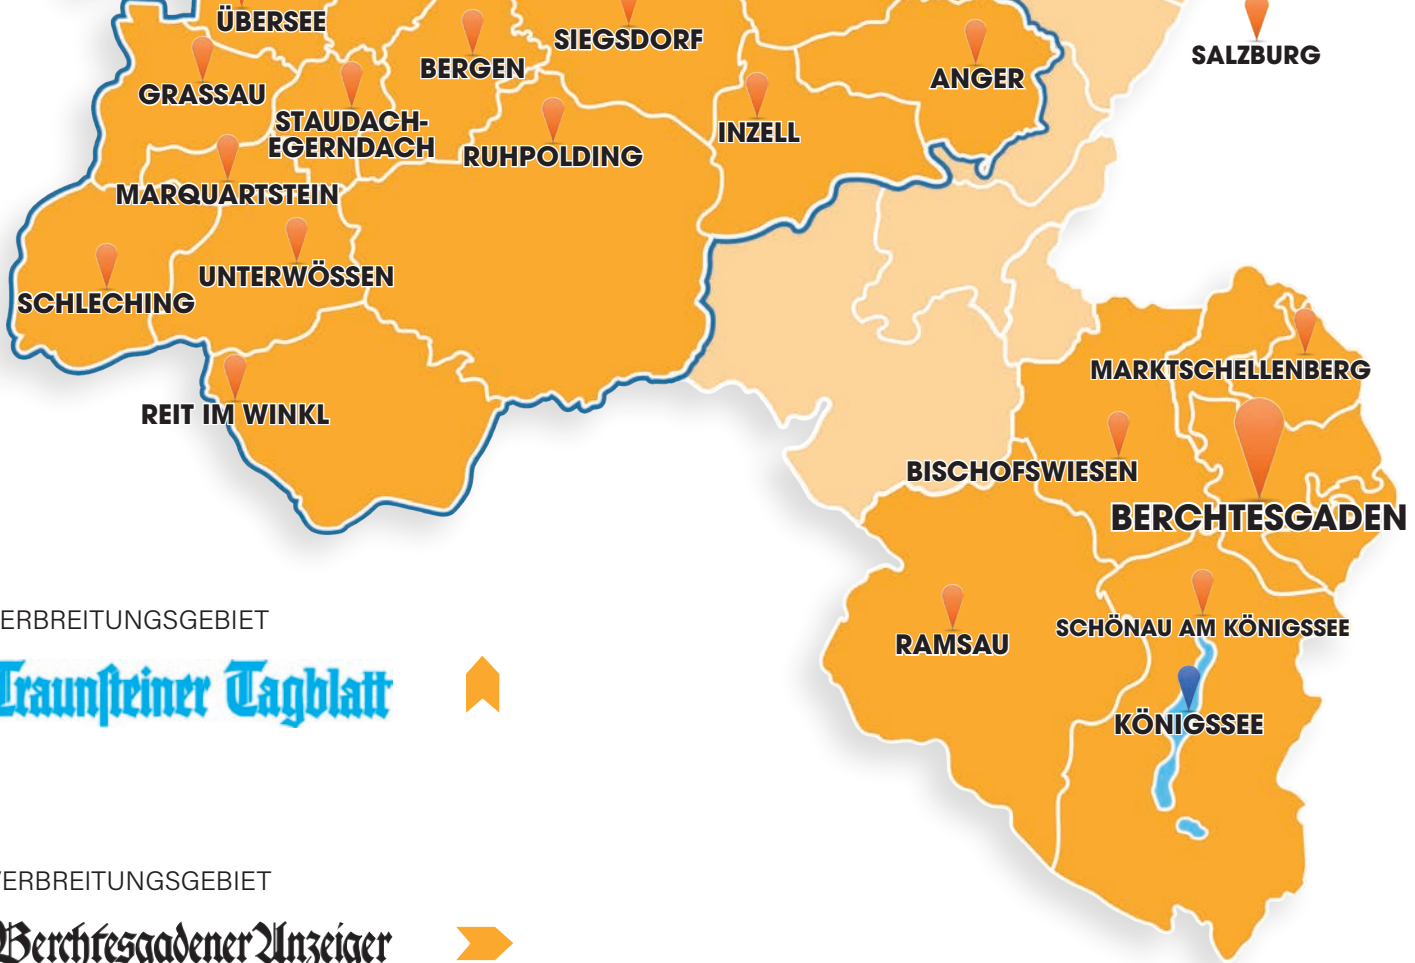 ÜBERSEE
SIEGSDORF
SALZBURG
BERGEN
ANGER
GRASSAU
STAUDACH-
EGERNDACH
INZELL
RUHPOLDING
MARQUARTSTEIN
UNTERWÖSSEN
SCHLECHING
MARKTSCHELLENBERG
REIT IM WINKL
BISCHOFSWIESEN
BERCHTESGADEN
ERBREITUNGSGEBIET
SCHÖNAU AM KÖNIGSSEE
RAMSAU
Traunsteiner Tagblatt
KÖNIGSSEE
VERBREITUNGSGEBIET
Berchtesgadener Anzeiger